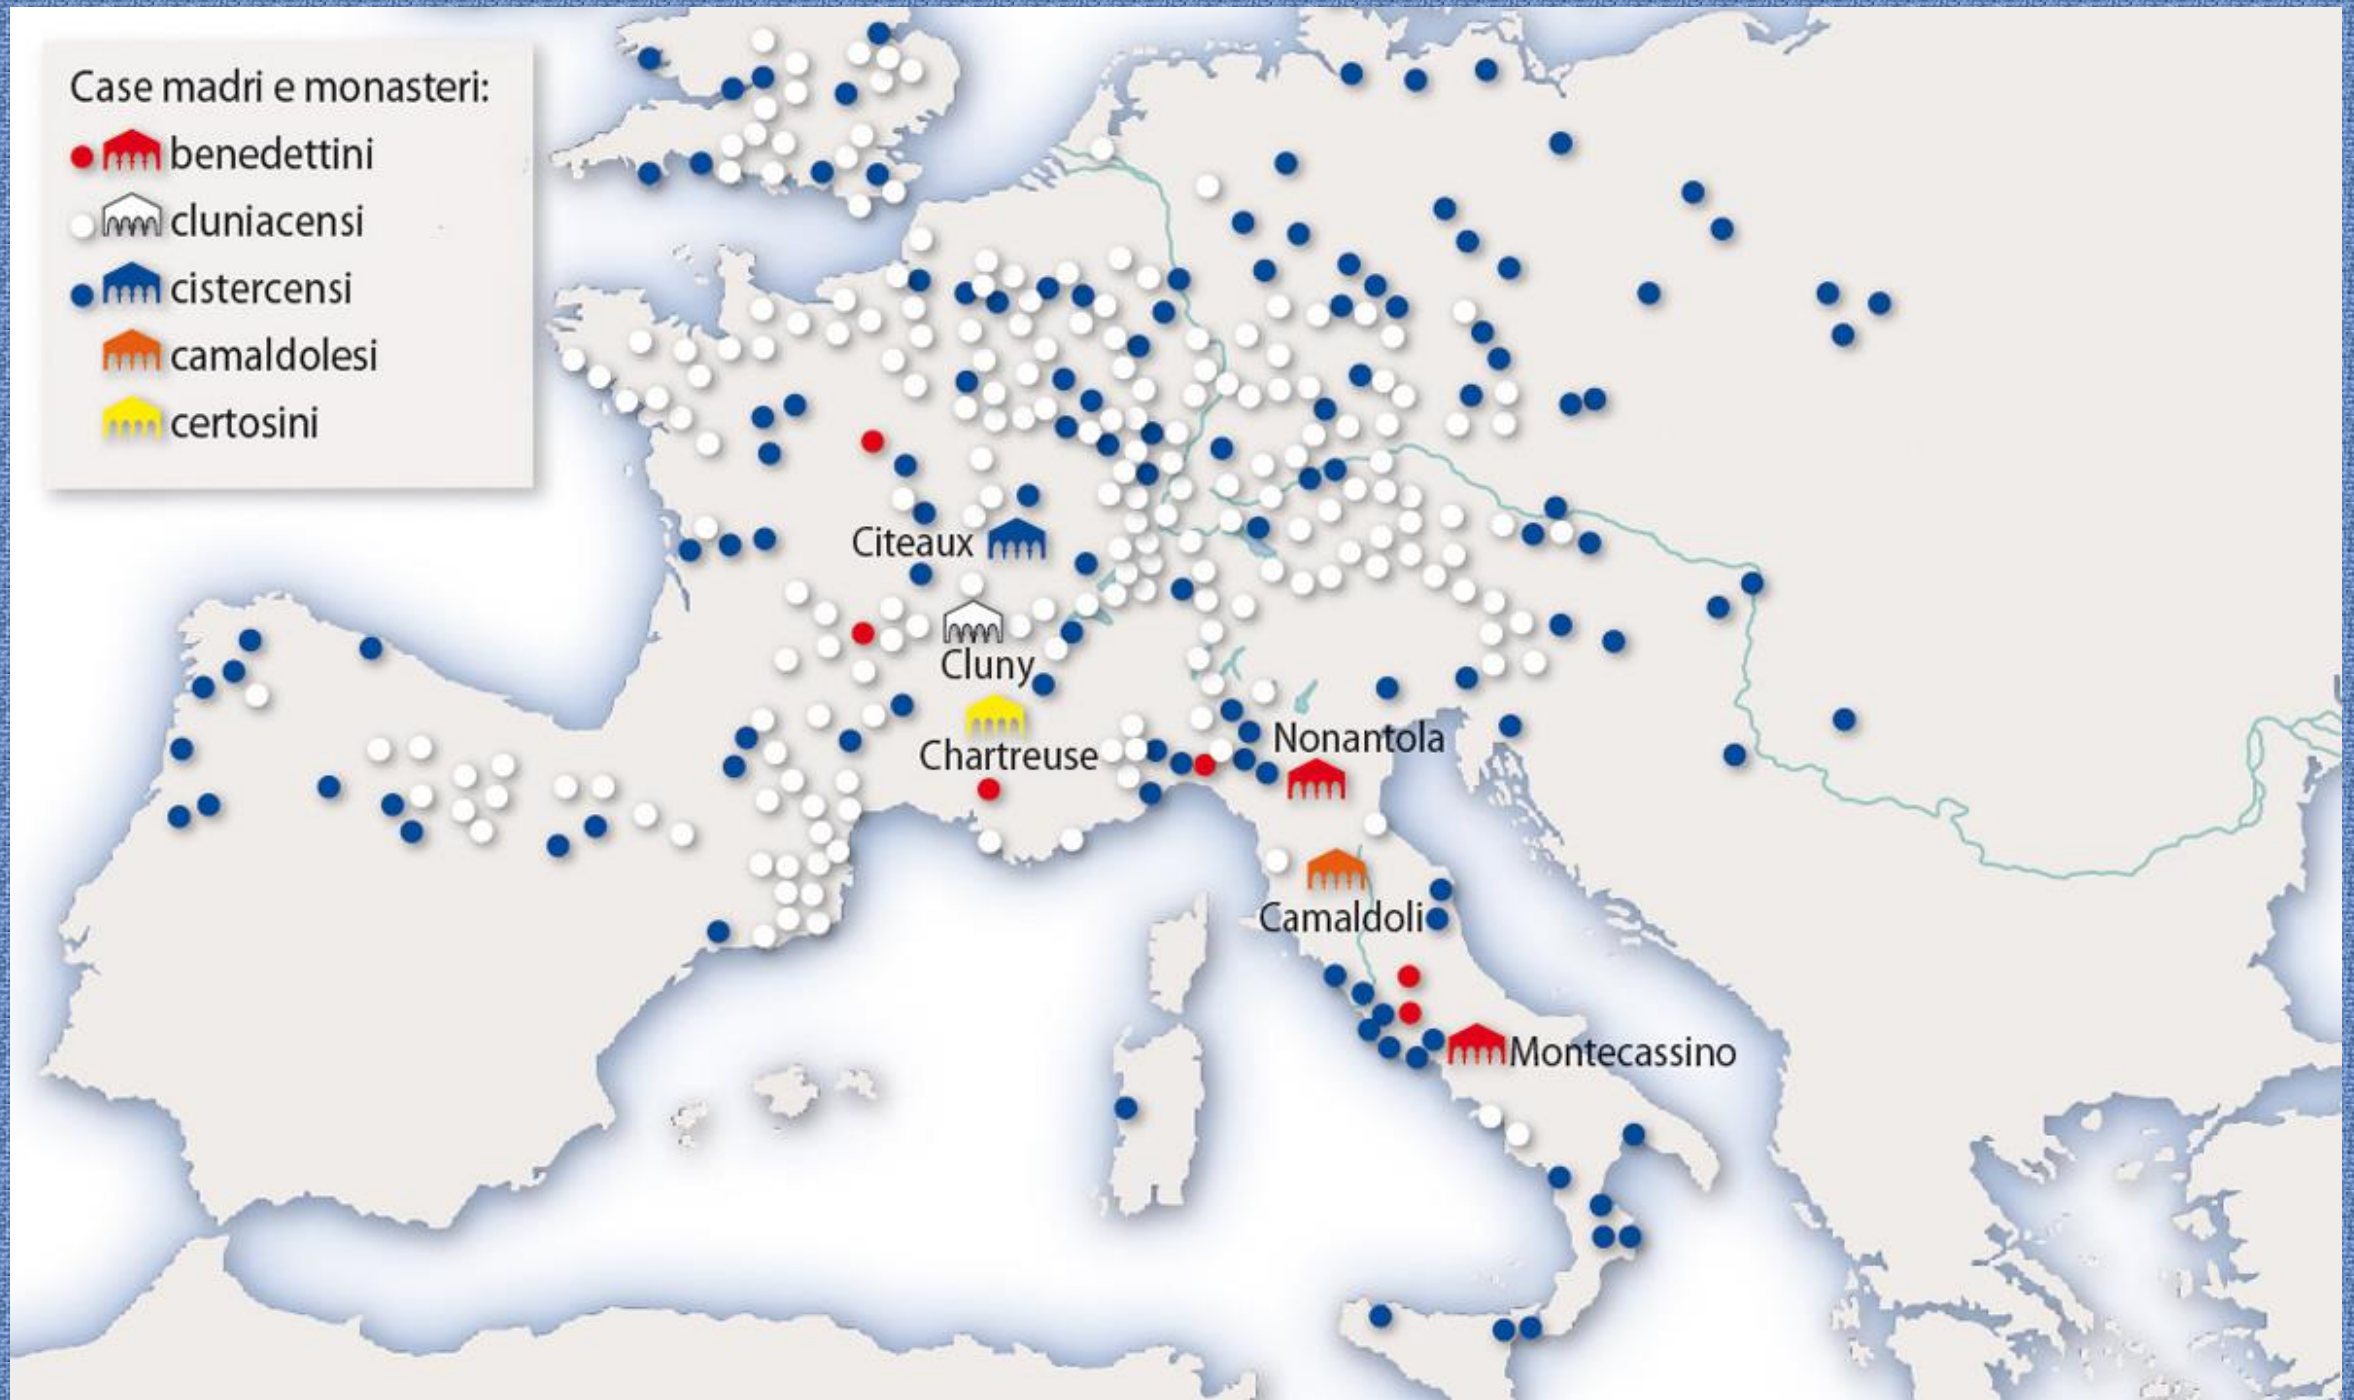 Case madri e monasteri:
benedettini
cluniacensi
cistercensi
camaldolesi
certosini
Citeaux
Cluny
Chartreuse
Nonantola
Camaldoli
Montecassino